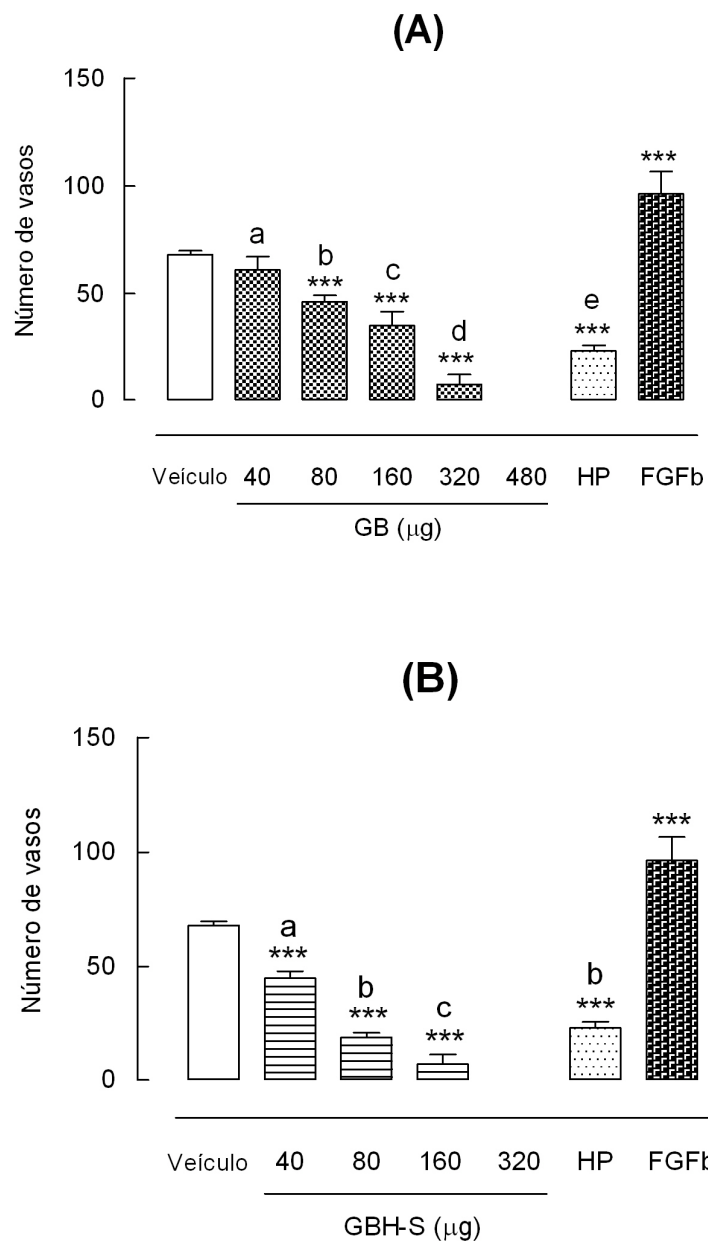 (A)
150
100
50
0
Número de vasos
a
b
***
c
***
d
***
e
***
***
Veículo 40 80 160 320 480 HP FGFb
GB (μg)
(B)
150
100
50
0
Número de vasos
a
***
b
***
c
***
b
***
***
Veículo 40 80 160 320 HP FGFb
GBH-S (μg)